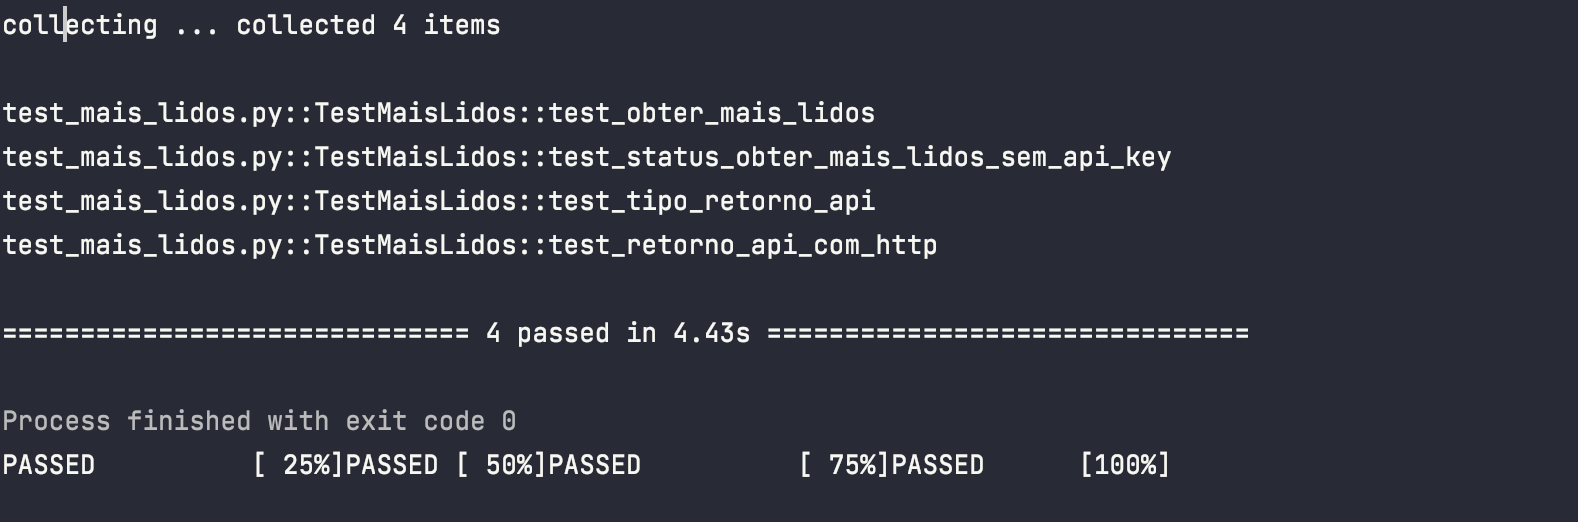 collecting ... collected 4 items
test_mais_lidos.py::TestMaisLidos::test_obter_mais_lidos
test_mais_lidos.py::TestMaisLidos::test_status_obter_mais_lidos_sem_api_key
test_mais_lidos.py::TestMaisLidos::test_tipo_retorno_api
test_mais_lidos.py::TestMaisLidos::test_retorno_api_com_http
============================== 4 passed in 4.43s ===============================
Process finished with exit code 0
PASSED          [ 25%]PASSED [ 50%]PASSED          [ 75%]PASSED      [100%]